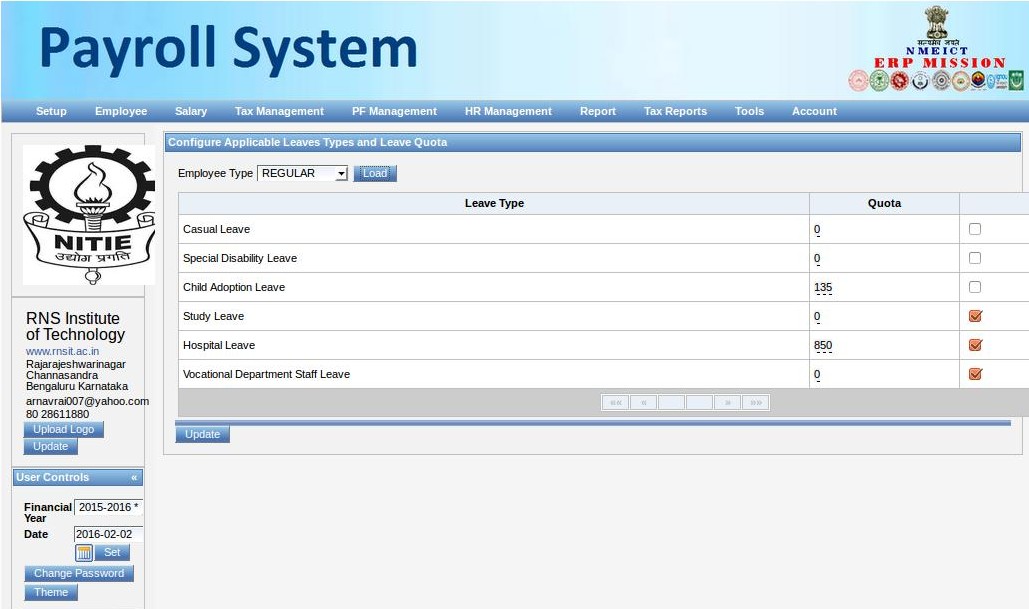 Payroll System
सत्यमेव जयते
NMEICT
ERP MISSION
Setup Employee Salary Tax Management PF Management HR Management Report Tax Reports Tools Account
NITIE
उद्योग प्रगति
RNS Institute
of Technology
www.rnsit.ac.in
Rajarajeshwarinagar
Channasandra
Bengaluru Karnataka
arnavrai007@yahoo.com
80 28611880
Upload Logo
Update
User Controls «
Financial Year 2015-2016 *
Date 2016-02-02
Set
Change Password
Theme
Configure Applicable Leaves Types and Leave Quota
Employee Type REGULAR Load
Leave Type Quota
Casual Leave 0
Special Disability Leave 0
Child Adoption Leave 135
Study Leave 0
Hospital Leave 850
Vocational Department Staff Leave 0
«« « » »»
Update